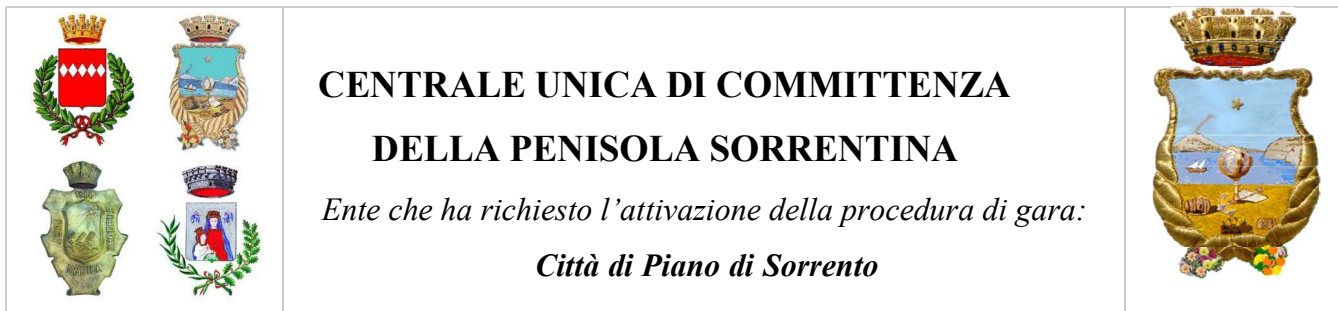 CENTRALE UNICA DI COMMITTENZA
DELLA PENISOLA SORRENTINA
Ente che ha richiesto l’attivazione della procedura di gara:
Città di Piano di Sorrento